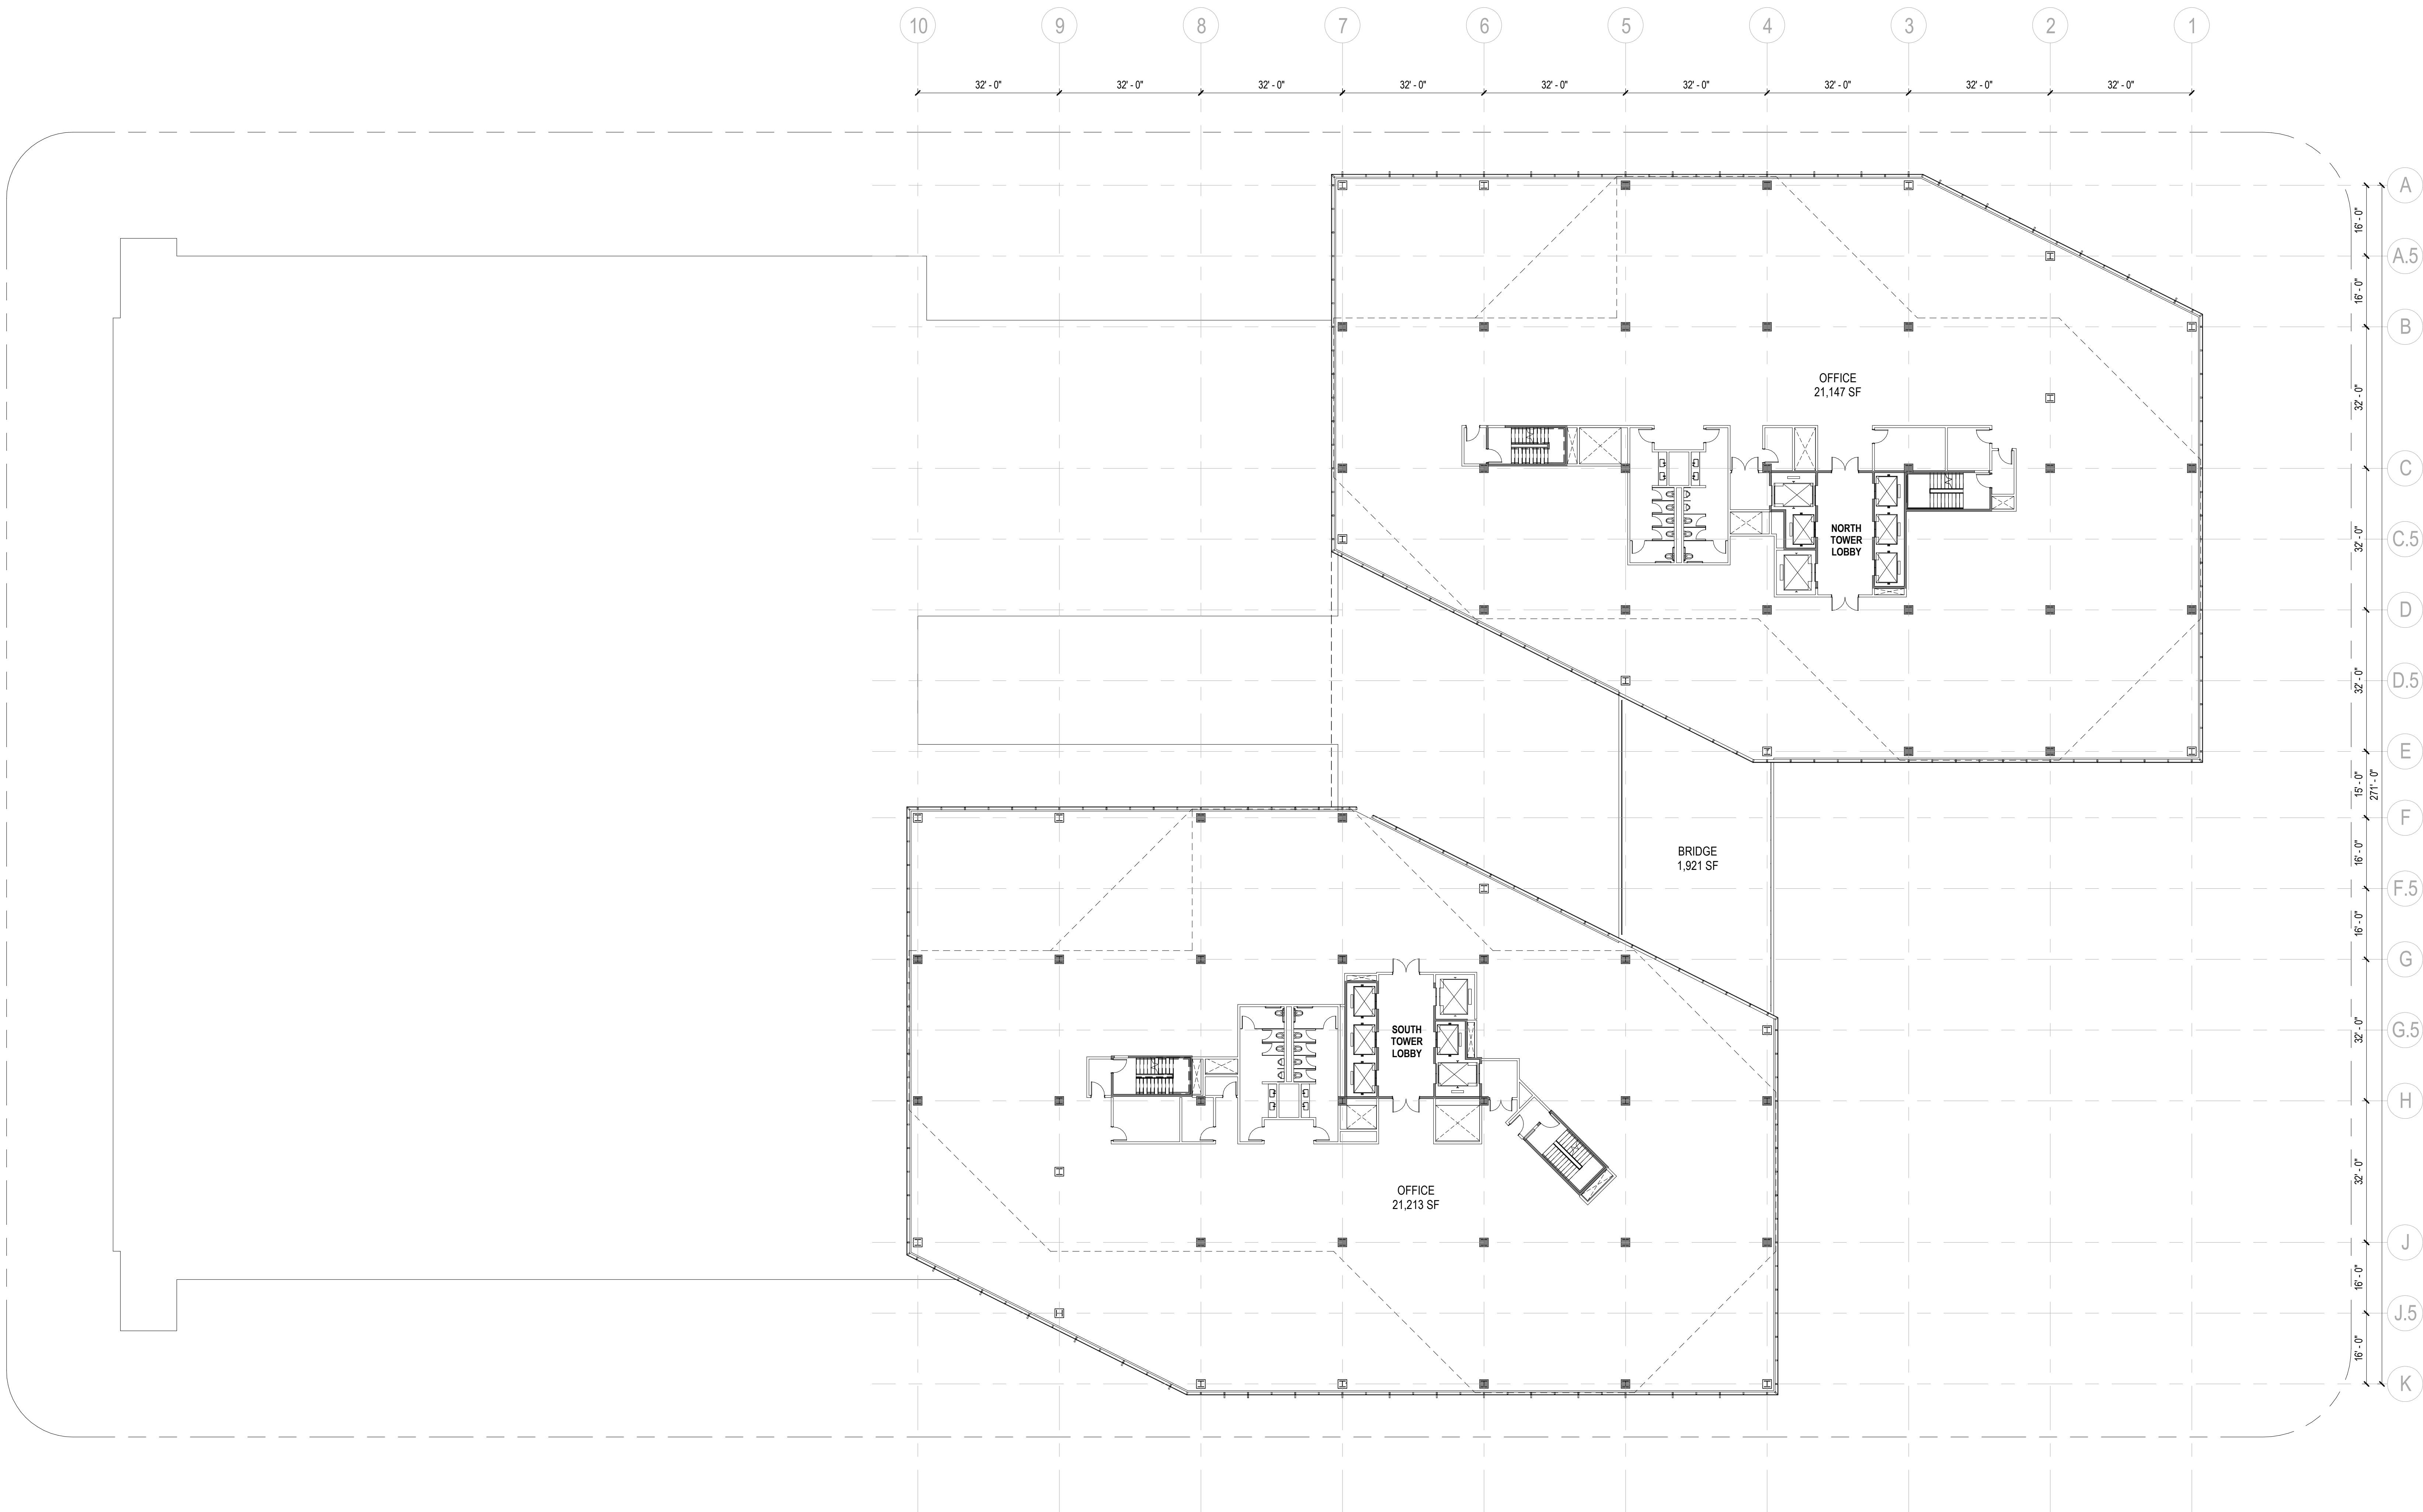 10
9
8
7
6
5
4
3
2
1
32' - 0"
32' - 0"
32' - 0"
32' - 0"
32' - 0"
32' - 0"
32' - 0"
32' - 0"
32' - 0"
A
16' - 0"
A.5
16' - 0"
B
32' - 0"
C
32' - 0"
C.5
D
32' - 0"
D.5
E
15' - 0"
271' - 0"
F
16' - 0"
F.5
16' - 0"
G
32' - 0"
G.5
H
32' - 0"
J
16' - 0"
J.5
16' - 0"
K
OFFICE
21,147 SF
NORTH
TOWER
LOBBY
BRIDGE
1,921 SF
SOUTH
TOWER
LOBBY
OFFICE
21,213 SF